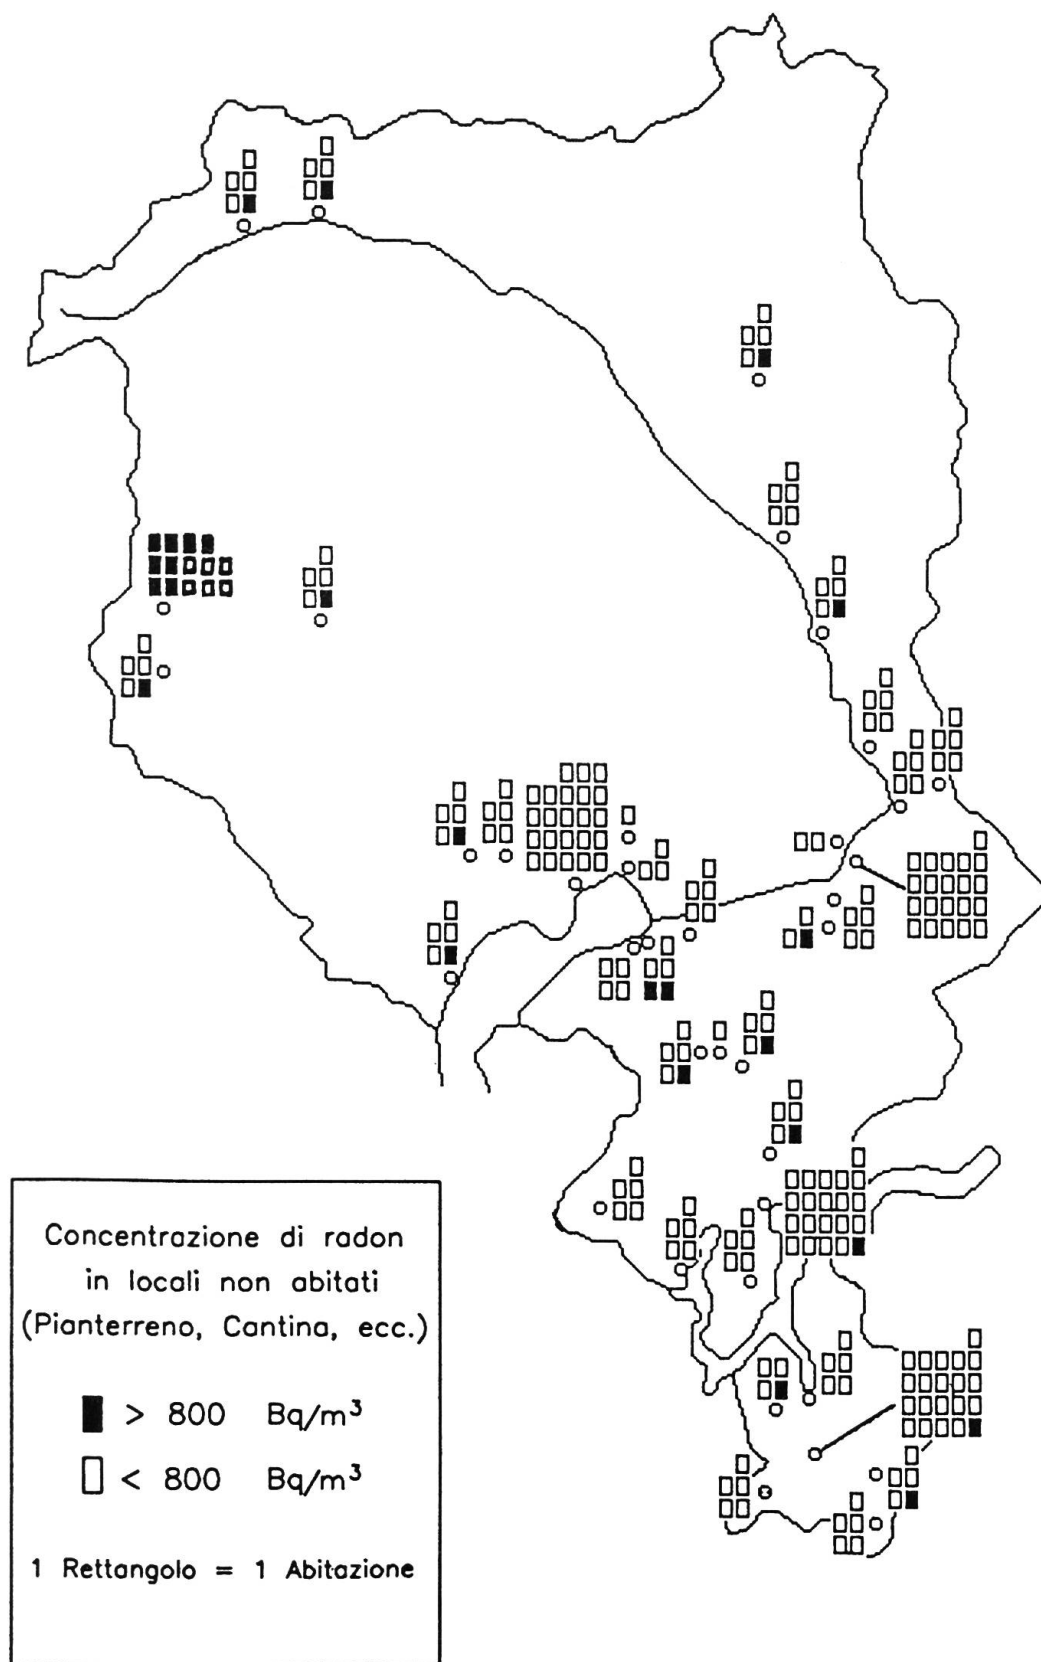 Concentrazione di radon
in locali non abitati
(Pianterreno, Cantina, ecc.)
> 800 Bq/m³
< 800 Bq/m³
1 Rettangolo = 1 Abitazione